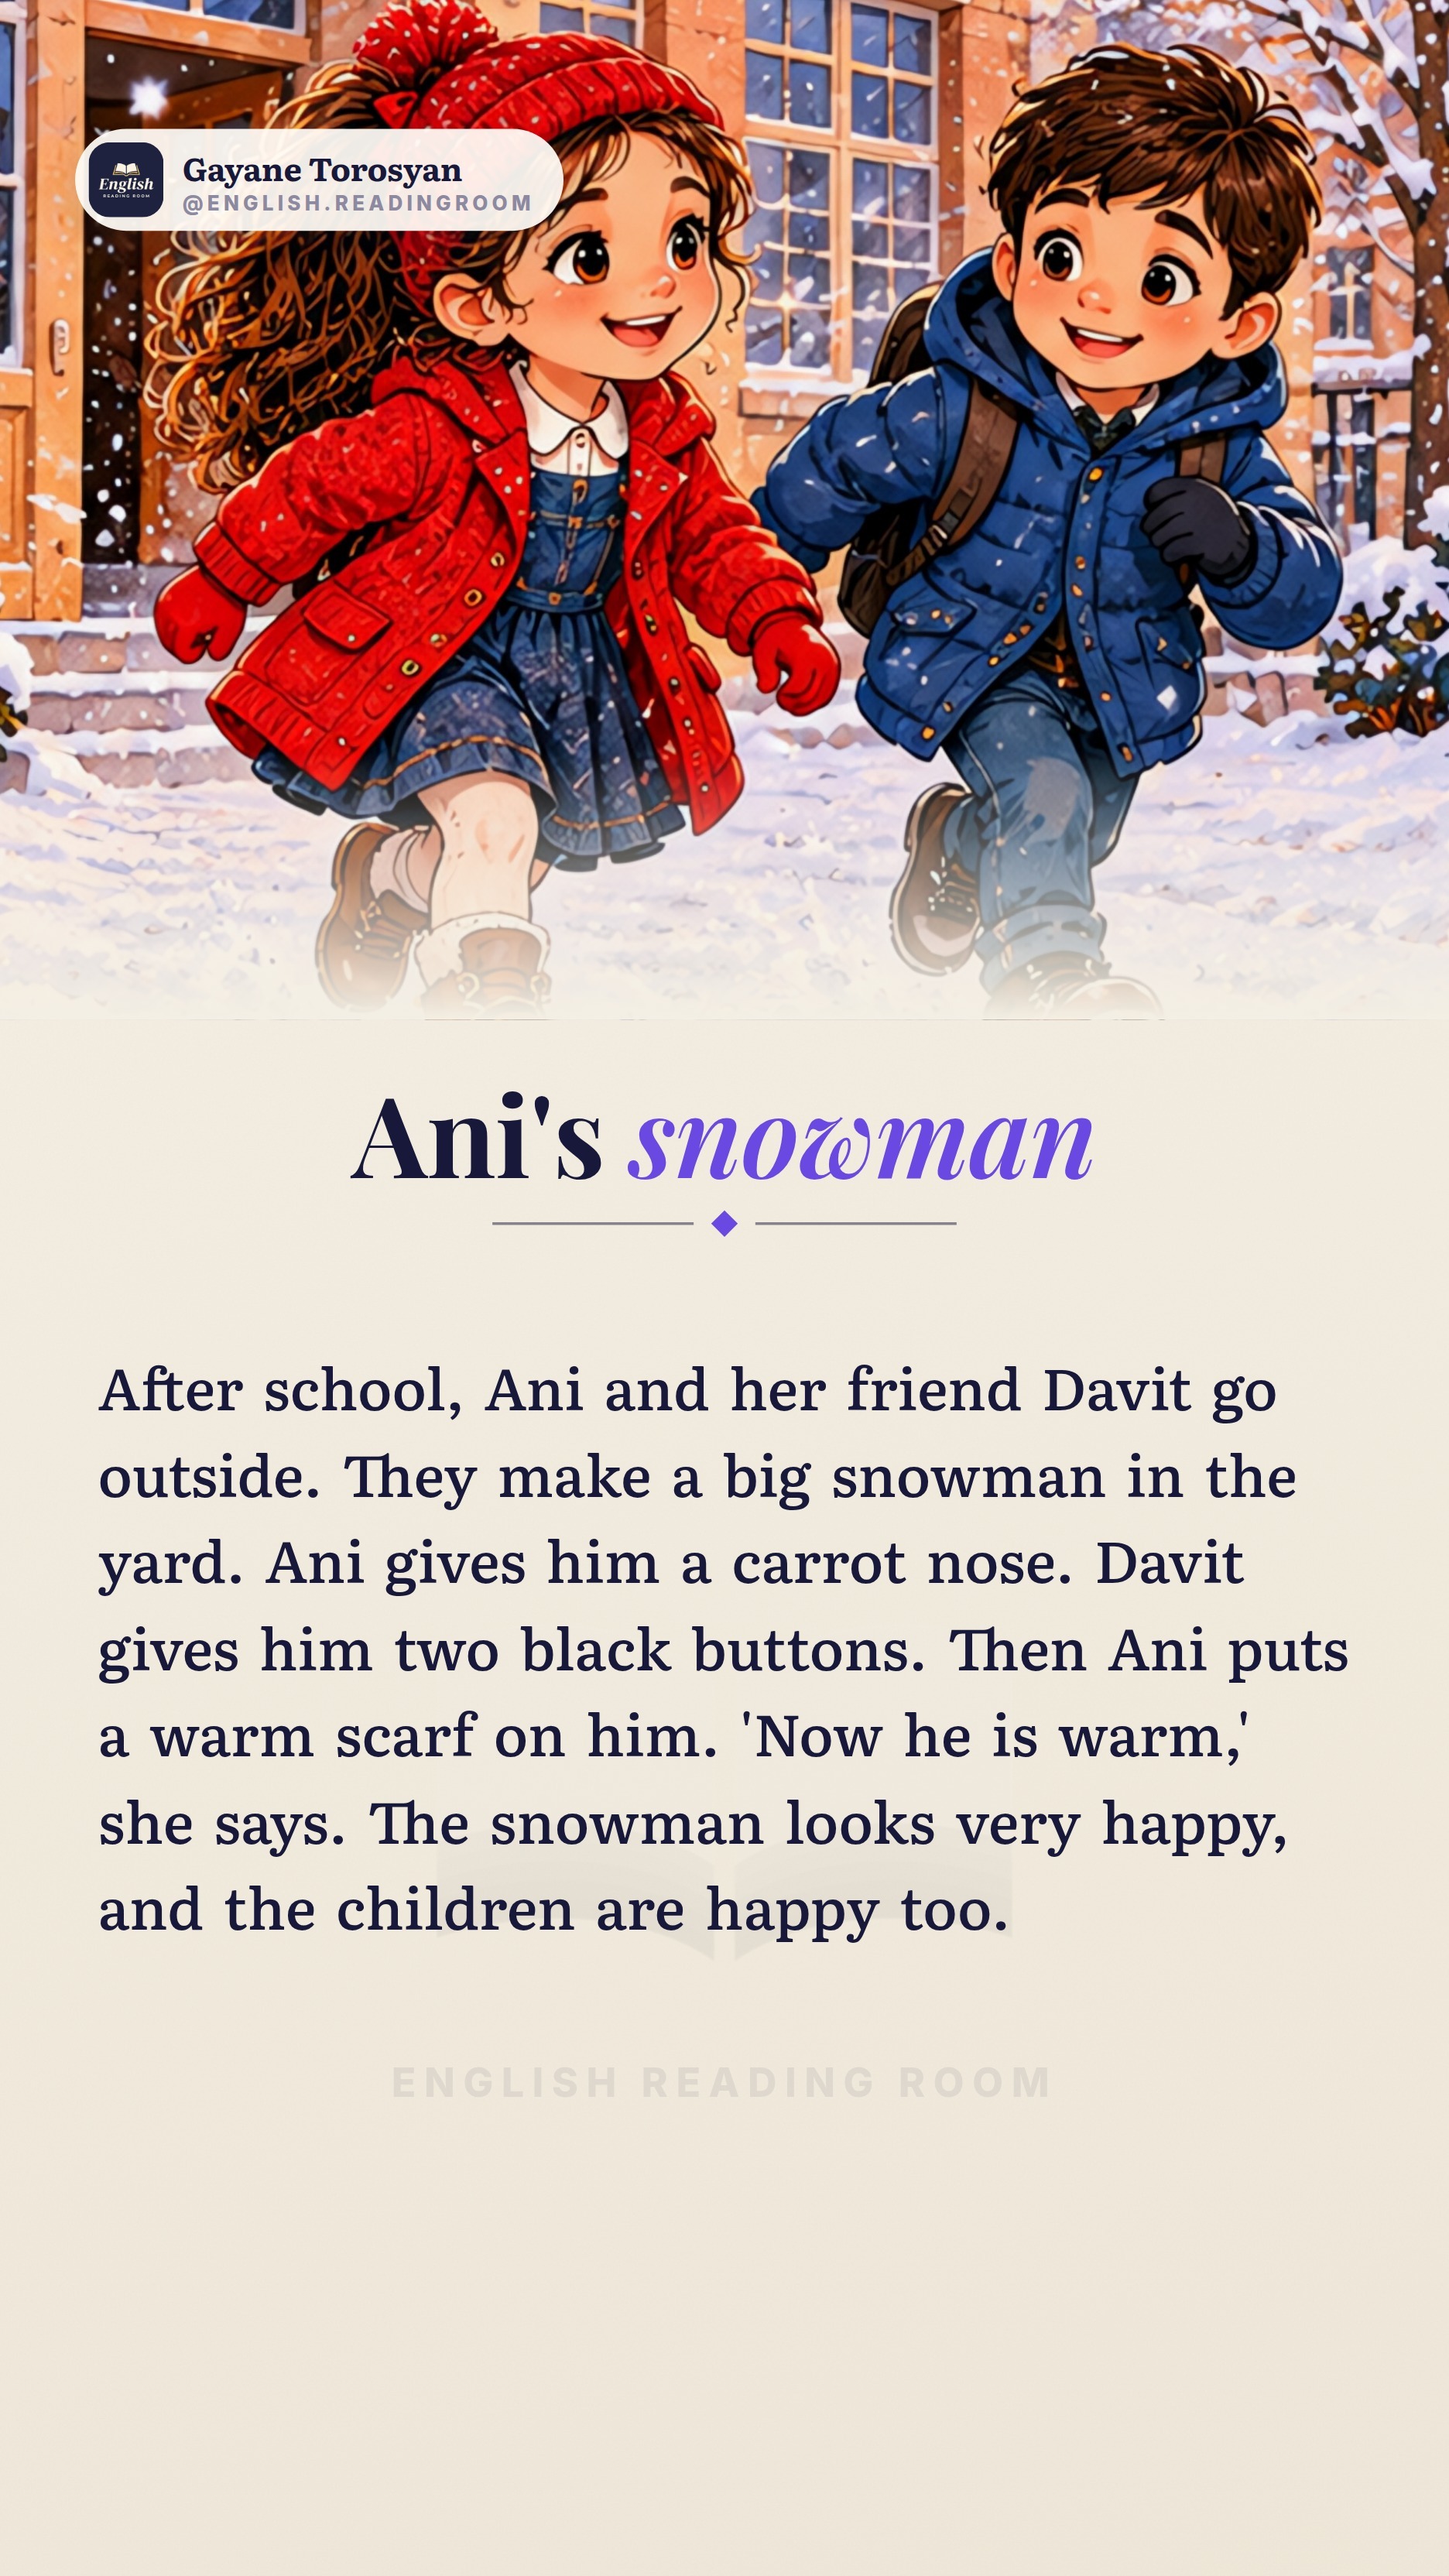 English
READING ROOM
Gayane Torosyan
@ENGLISH.READINGROOM
Ani's snowman
After school, Ani and her friend Davit go
outside. They make a big snowman in the
yard. Ani gives him a carrot nose. Davit
gives him two black buttons. Then Ani puts
a warm scarf on him. 'Now he is warm,'
she says. The snowman looks very happy,
and the children are happy too.
ENGLISH READING ROOM